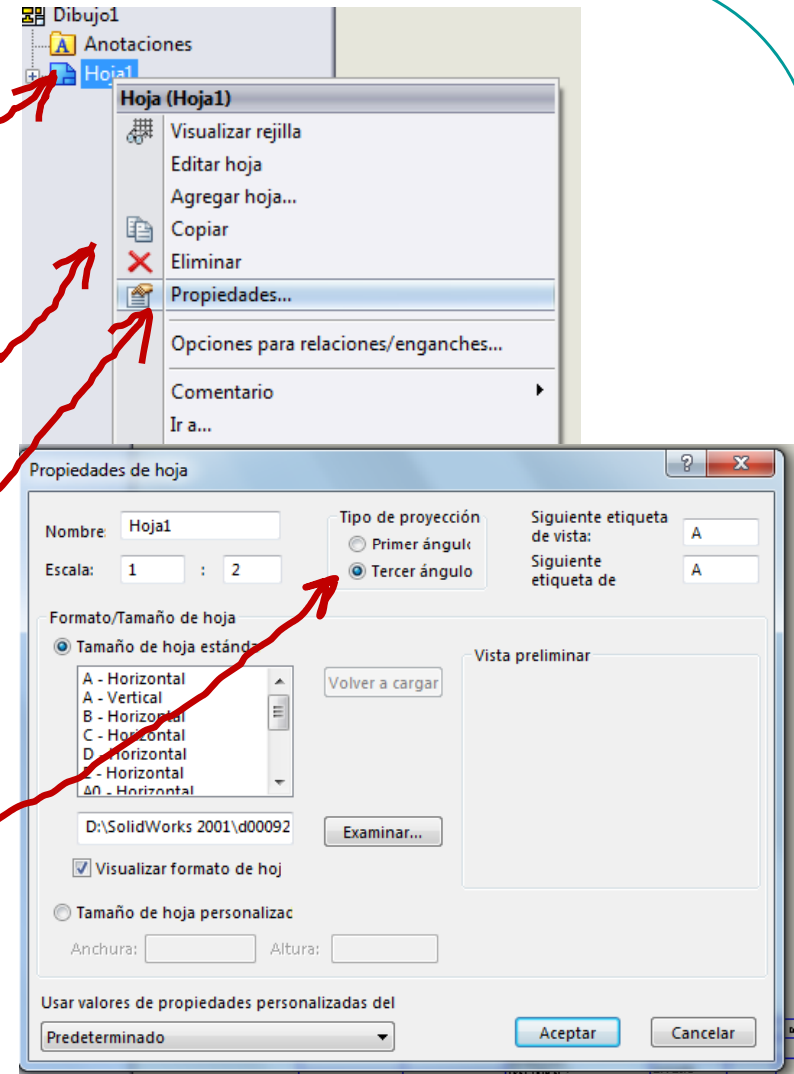 Dibujo1
Anotaciones
Hoja1
Hoja (Hoja1)
Visualizar rejilla
Editar hoja
Agregar hoja...
Copiar
Eliminar
Propiedades...
Opciones para relaciones/enganches...
Comentario
Ir a...
Propiedades de hoja
Nombre: Hoja1
Escala: 1 : 2
Tipo de proyección
Primer ángulo
Tercer ángulo
Siguiente etiqueta
de vista: A
Siguiente
etiqueta de A
Formato/Tamaño de hoja
Tamaño de hoja estánda
A - Horizontal
A - Vertical
B - Horizontal
C - Horizontal
D - Horizontal
E - Horizontal
A0 - Horizontal
Volver a cargar
Vista preliminar
D:\SolidWorks 2001\d00092
Examinar...
Visualizar formato de hoj
Tamaño de hoja personalizac
Anchura: Altura:
Usar valores de propiedades personalizadas del
Predeterminado
Aceptar Cancelar